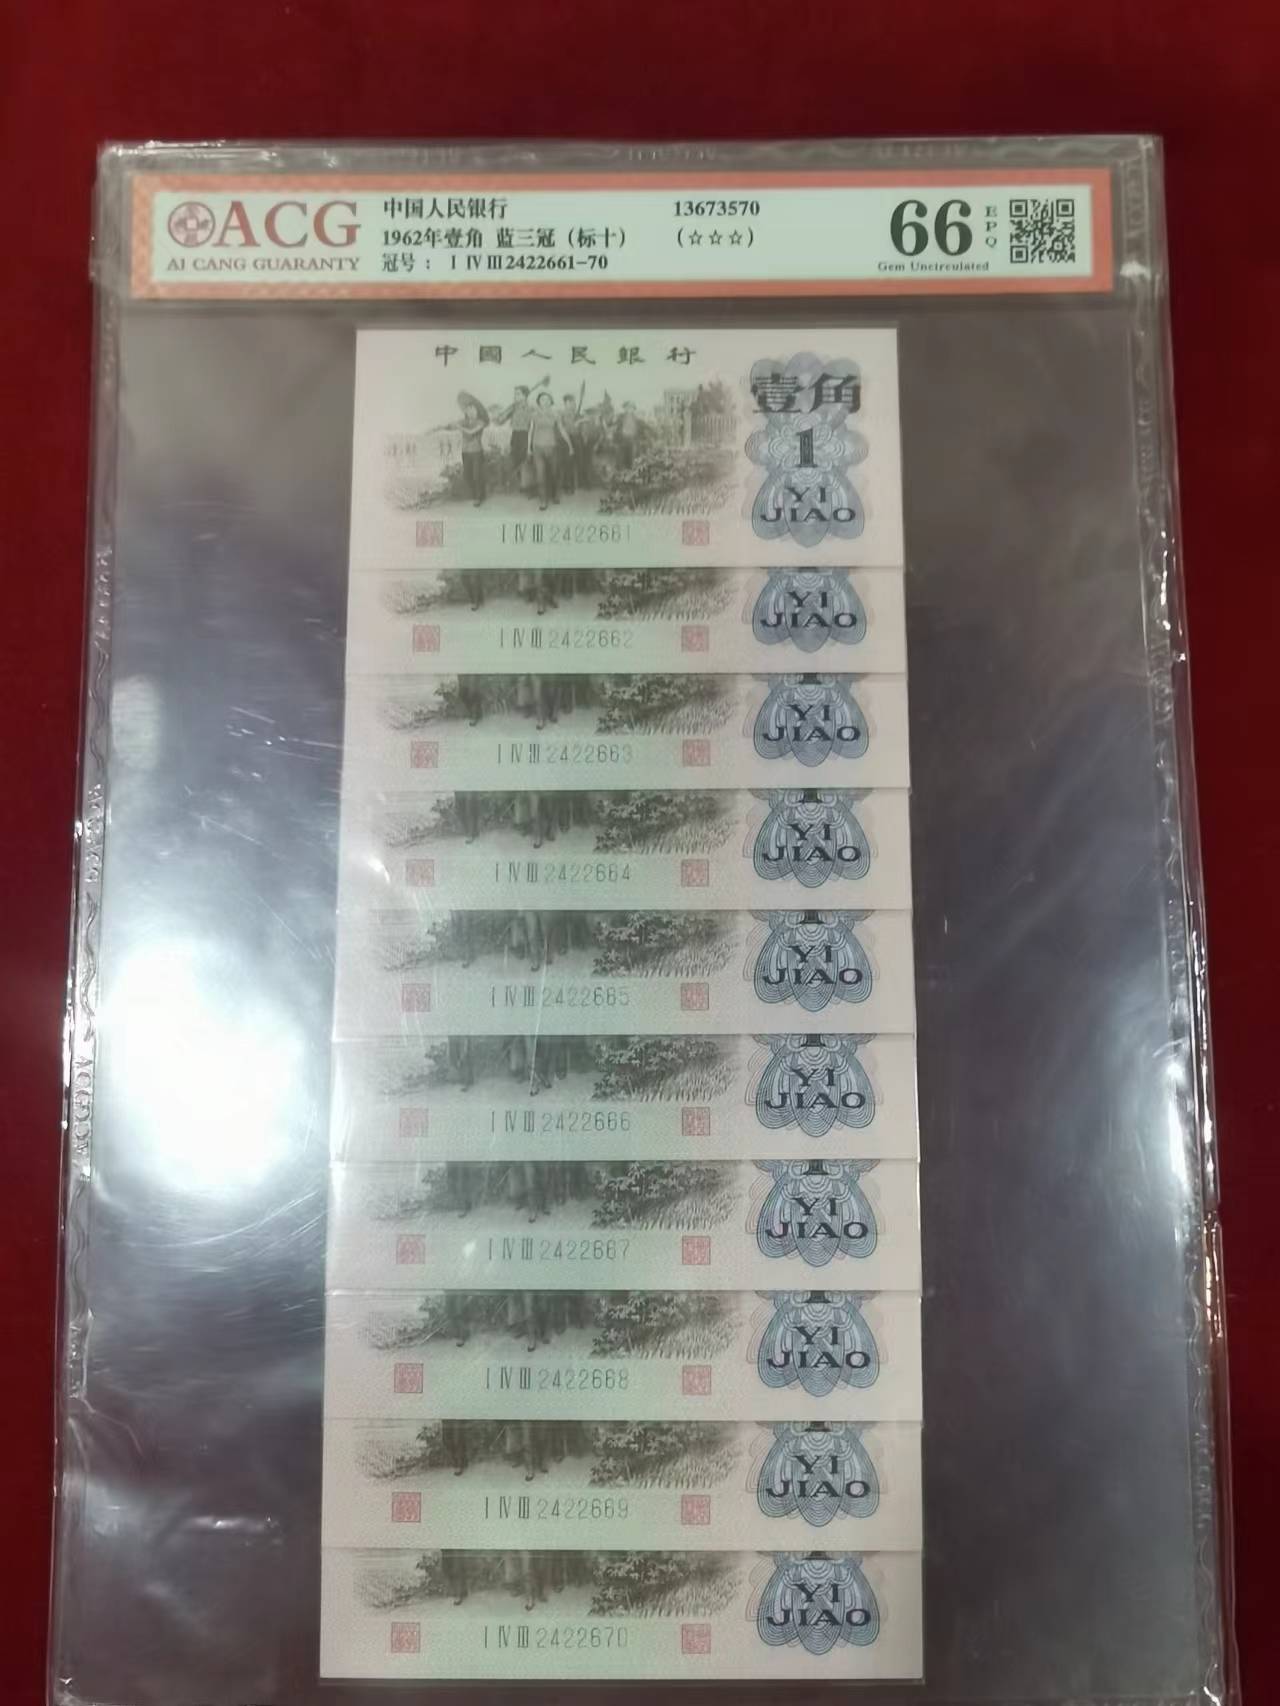 ACG
AI CANG GUARANTY
中国人民银行
1962年壹角 蓝三冠（标十）
冠号： Ⅰ Ⅳ Ⅲ2422661-70
13673570
（☆☆☆）
66
EPQ
Gem Uncirculated
中國人民銀行
壹角
1
YI
JIAO
Ⅰ Ⅳ Ⅲ 2422661
YI
JIAO
Ⅰ Ⅳ Ⅲ 2422662
YI
JIAO
Ⅰ Ⅳ Ⅲ 2422663
YI
JIAO
Ⅰ Ⅳ Ⅲ 2422664
YI
JIAO
Ⅰ Ⅳ Ⅲ 2422665
YI
JIAO
Ⅰ Ⅳ Ⅲ 2422666
YI
JIAO
Ⅰ Ⅳ Ⅲ 2422667
YI
JIAO
Ⅰ Ⅳ Ⅲ 2422668
YI
JIAO
Ⅰ Ⅳ Ⅲ 2422669
YI
JIAO
Ⅰ Ⅳ Ⅲ 2422670